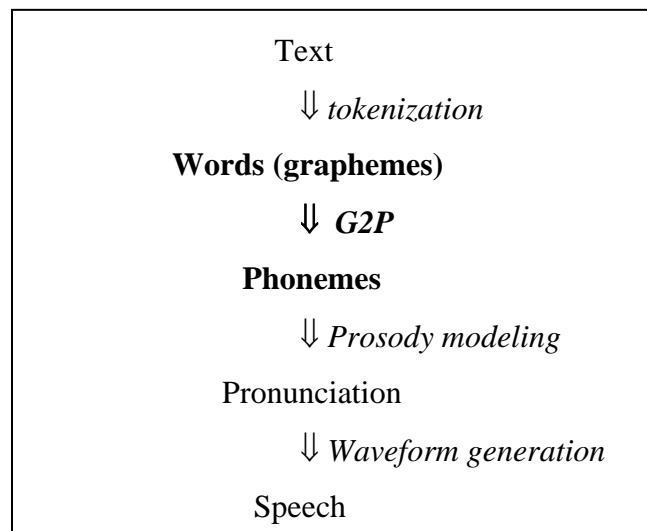 Text
⇓ tokenization
Words (graphemes)
⇓ G2P
Phonemes
⇓ Prosody modeling
Pronunciation
⇓ Waveform generation
Speech